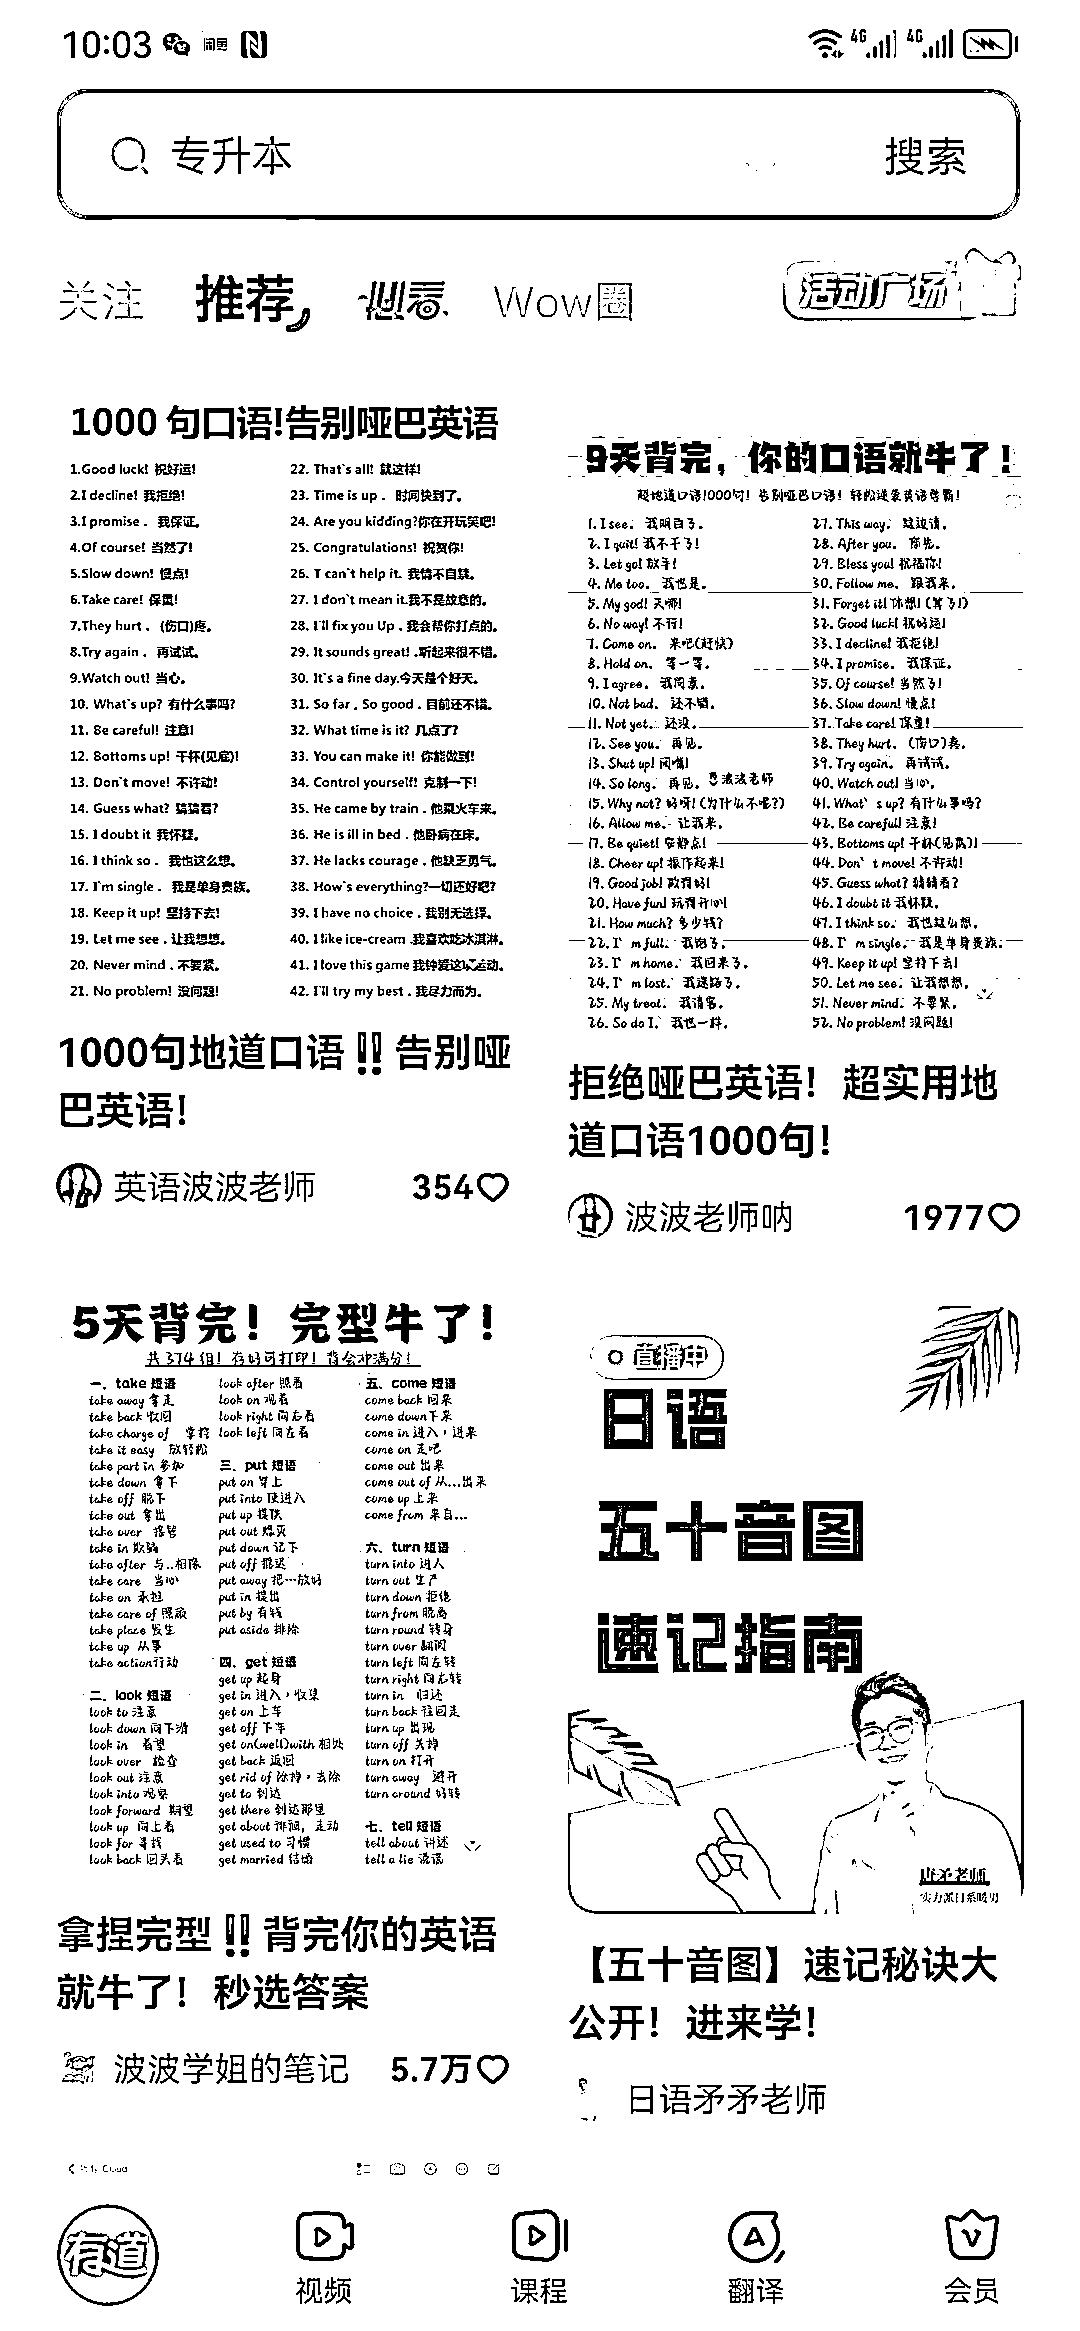 10:03
专升本
搜索
关注 推荐 想看 Wow圈 活动广场
1000 句口语!告别哑巴英语
1.Good luck! 祝好运!
2.I decline! 我拒绝!
3.I promise . 我保证。
4.Of course! 当然了!
5.Slow down! 慢点!
6.Take care! 保重!
7.They hurt . (伤口)疼。
8.Try again . 再试试。
9.Watch out! 当心。
10. What's up? 有什么事吗?
11. Be careful! 注意!
12. Bottoms up! 干杯(见底)!
13. Don't move! 不许动!
14. Guess what? 猜猜看?
15. I doubt it 我怀疑。
16. I think so . 我也这么想。
17. I'm single . 我是单身贵族。
18. Keep it up! 坚持下去!
19. Let me see . 让我想想。
20. Never mind . 不要紧。
21. No problem! 没问题!
22. That's all! 就这样!
23. Time is up . 时间快到了。
24. Are you kidding?你在开玩笑吧!
25. Congratulations! 祝贺你!
26. I can't help it. 我情不自禁。
27. I don't mean it.我不是故意的。
28. I'll fix you Up . 我会帮你打点的。
29. It sounds great! .听起来很不错。
30. It's a fine day.今天是个好天。
31. So far . So good . 目前还不错。
32. What time is it? 几点了?
33. You can make it! 你能做到!
34. Control yourself! 克制一下!
35. He came by train . 他乘火车来。
36. He is ill in bed . 他卧病在床。
37. He lacks courage . 他缺乏勇气。
38. How's everything?一切还好吧?
39. I have no choice . 我别无选择。
40. I like ice-cream .我喜欢吃冰淇淋。
41. I love this game 我钟爱这项运动。
42. I'll try my best . 我尽力而为。
1000句地道口语‼告别哑
巴英语!
英语波波老师 354
9天背完，你的口语就牛了!
超地道口语1000句! 告别哑巴口语! 轻松逆袭英语学霸!
1. I see. 我明白了。
2. I quit! 我不干了!
3. Let go! 放手!
4. Me too. 我也是。
5. My god! 天哪!
6. No way! 不行!
7. Come on. 来吧(赶快)
8. Hold on. 等一等。
9. I agree. 我同意。
10. Not bad. 还不错。
11. Not yet. 还没。
12. See you. 再见。
13. Shut up! 闭嘴!
14. So long. 再见。
波波老师
15. Why not? 好呀! (为什么不呢?)
16. Allow me. 让我来。
17. Be quiet! 安静点!
18. Cheer up! 振作起来!
19. Good job! 做得好!
20. Have fun! 玩得开心!
21. How much? 多少钱?
22. I' m full. 我饱了。
23. I' m home. 我回来了。
24. I' m lost. 我迷路了。
25. My treat. 我请客。
26. So do I. 我也一样。
27. This way. 这边请。
28. After you. 你先。
29. Bless you! 祝福你!
30. Follow me. 跟我来。
31. Forget it! 休想! (算了!)
32. Good luck! 祝好运!
33. I decline! 我拒绝!
34. I promise. 我保证。
35. Of course! 当然了!
36. Slow down! 慢点!
37. Take care! 保重!
38. They hurt. (伤口)疼。
39. Try again. 再试试。
40. Watch out! 当心。
41. What' s up? 有什么事吗?
42. Be careful! 注意!
43. Bottoms up! 干杯(见底)!
44. Don' t move! 不许动!
45. Guess what? 猜猜看?
46. I doubt it 我怀疑。
47. I think so. 我也这么想。
48. I' m single. 我是单身贵族。
49. Keep it up! 坚持下去!
50. Let me see. 让我想想。
51. Never mind. 不要紧。
52. No problem! 没问题!
拒绝哑巴英语! 超实用地
道口语1000句!
波波老师呐 1977
5天背完! 完型牛了!
共374组! 存好可打印! 背会冲满分!
一、take 短语
take away 拿走
take back 收回
take charge of 掌控
take it easy 放轻松
take part in 参加
take down 拿下
take off 脱下
take out 拿出
take over 接管
take in 欺骗
take after 与..相像
take care 当心
take on 承担
take care of 照顾
take place 发生
take up 从事
take action行动
二、look 短语
look to 注意
look down 向下看
look in 看望
look over 检查
look out 注意
look into 观察
look forward 期望
look up 向上看
look for 寻找
look back 回头看
look after 照看
look on 观看
look right 向右看
look left 向左看
三、put 短语
put on 穿上
put into 使进入
put up 提供
put out 熄灭
put down 记下
put off 推迟
put away 把…放好
put in 提出
put by 存钱
put aside 排除
四、get 短语
get up 起身
get in 进入，收集
get on 上车
get off 下车
get on(well)with 相处
get back 返回
get rid of 除掉，去除
get to 到达
get there 到达那里
get about 徘徊，走动
get used to 习惯
get married 结婚
五、come 短语
come back 回来
come down下来
come in 进入，进来
come on 走吧
come out 出来
come out of 从...出来
come up 上来
come from 来自...
六、turn 短语
turn into 进入
turn out 生产
turn down 拒绝
turn from 脱离
turn round 转身
turn over 翻阅
turn left 向左转
turn right 向右转
turn in 归还
turn back 往回走
turn up 出现
turn off 关掉
turn on 打开
turn away 避开
turn around 好转
七、tell 短语
tell about 讲述
tell a lie 说谎
拿捏完型‼背完你的英语
就牛了! 秒选答案
波波学姐的笔记 5.7万
直播中
日语
五十音图
速记指南
唐矛老师
实力派日系暖男
【五十音图】速记秘诀大
公开! 进来学!
日语矛矛老师
有道 视频 课程 翻译 会员